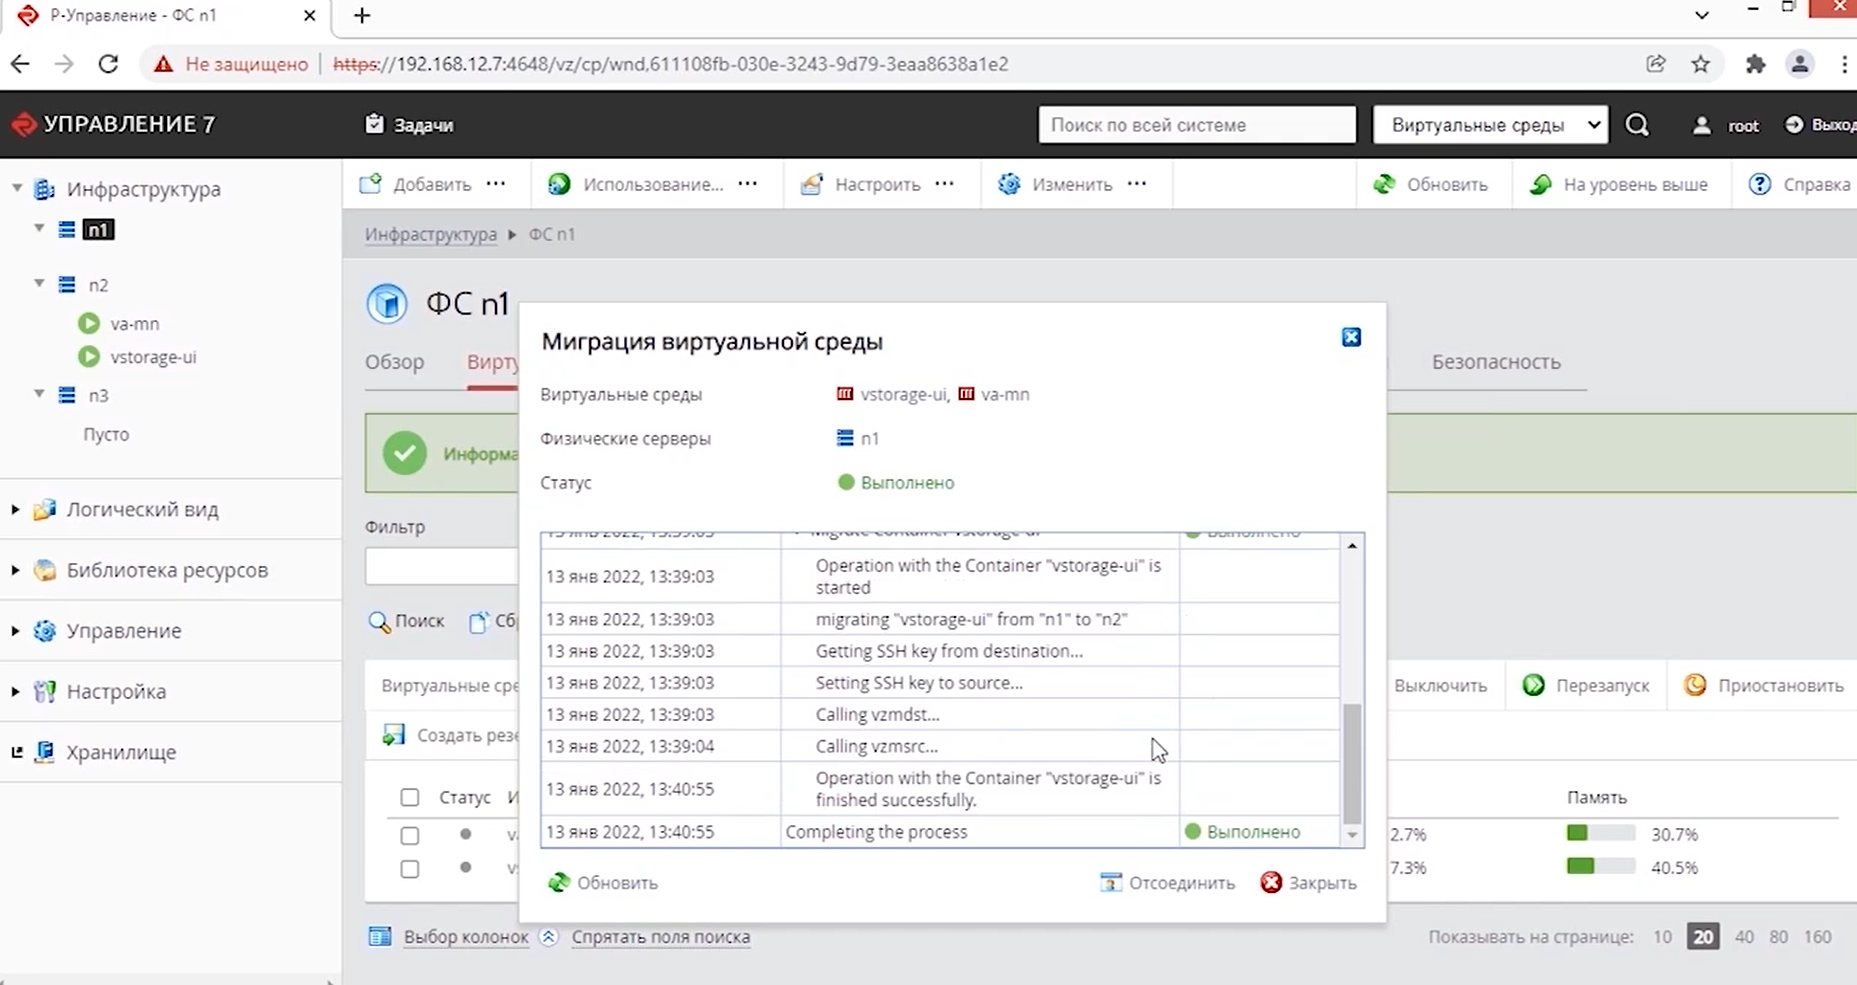 Р-Управление - ФС n1
Не защищено | https://192.168.12.7:4648/vz/cp/wnd,611108fb-030e-3243-9d79-3eaa8638a1e2
УПРАВЛЕНИЕ 7
Задачи
Поиск по всей системе
Виртуальные среды
root
Выход
Инфраструктура
n1
n2
va-mn
vstorage-ui
n3
Пусто
Логический вид
Библиотека ресурсов
Управление
Настройка
Хранилище
Добавить ...
Использование... ...
Настроить ...
Изменить ...
Обновить
На уровень выше
Справка
Инфраструктура ФС n1
ФС n1
Обзор
Вирту
Безопасность
Информа
Фильтр
Поиск
Сб
Виртуальные сре
Выключить
Перезапуск
Приостановить
Создать резе
Статус
Память
2.7% 30.7%
7.3% 40.5%
Выбор колонок
Спрятать поля поиска
Показывать на странице: 10 20 40 80 160
Миграция виртуальной среды
Виртуальные среды vstorage-ui, va-mn
Физические серверы n1
Статус Выполнено
13 янв 2022, 13:39:03 Migrate Container vstorage-ui Выполнено
13 янв 2022, 13:39:03 Operation with the Container "vstorage-ui" is
started
13 янв 2022, 13:39:03 migrating "vstorage-ui" from "n1" to "n2"
13 янв 2022, 13:39:03 Getting SSH key from destination...
13 янв 2022, 13:39:03 Setting SSH key to source...
13 янв 2022, 13:39:03 Calling vzmdst...
13 янв 2022, 13:39:04 Calling vzmsrc...
13 янв 2022, 13:40:55 Operation with the Container "vstorage-ui" is
finished successfully.
13 янв 2022, 13:40:55 Completing the process Выполнено
Обновить
Отсоединить
Закрыть